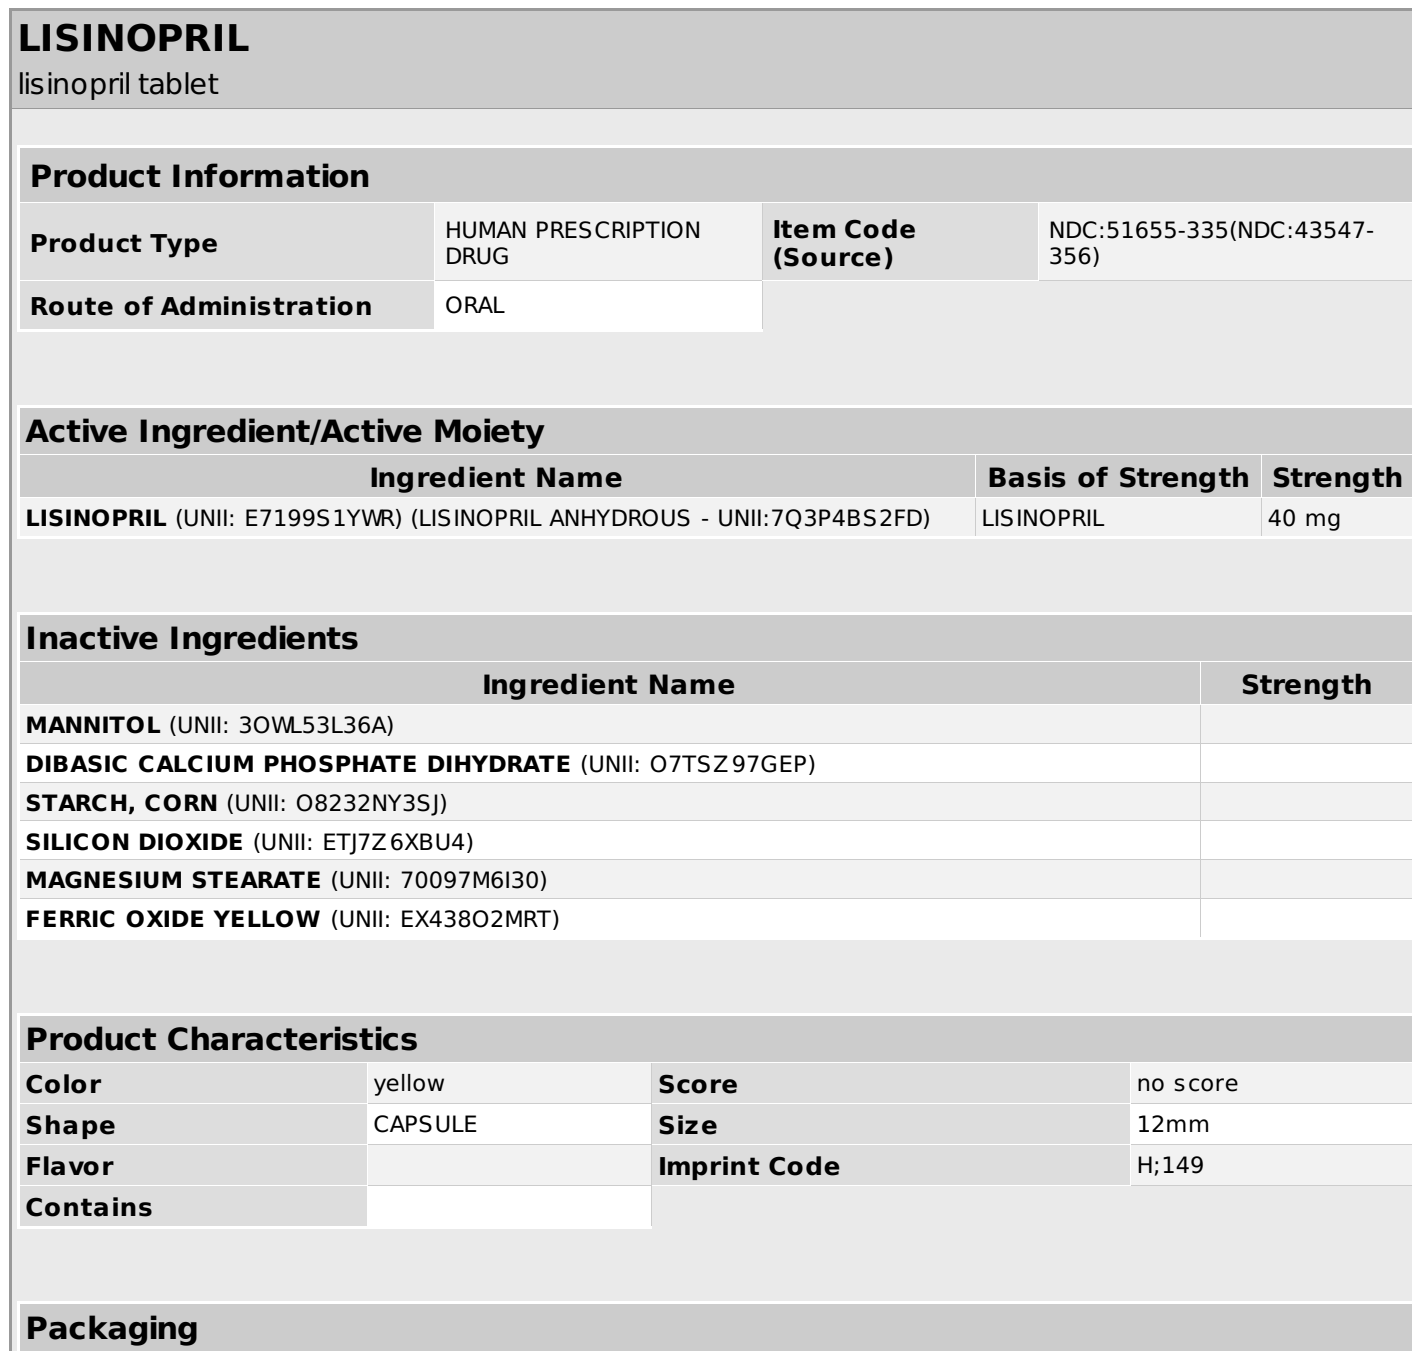 LISINOPRIL
lisinopril tablet
Product Information
Product Type HUMAN PRESCRIPTION DRUG Item Code (Source) NDC:51655-335(NDC:43547-356)
Route of Administration ORAL
Active Ingredient/Active Moiety
Ingredient Name Basis of Strength Strength
LISINOPRIL (UNII: E7199S1YWR) (LISINOPRIL ANHYDROUS - UNII:7Q3P4BS2FD) LISINOPRIL 40 mg
Inactive Ingredients
Ingredient Name Strength
MANNITOL (UNII: 3OWL53L36A)
DIBASIC CALCIUM PHOSPHATE DIHYDRATE (UNII: O7TSZ97GEP)
STARCH, CORN (UNII: O8232NY3SJ)
SILICON DIOXIDE (UNII: ETJ7Z6XBU4)
MAGNESIUM STEARATE (UNII: 70097M6I30)
FERRIC OXIDE YELLOW (UNII: EX438O2MRT)
Product Characteristics
Color yellow Score no score
Shape CAPSULE Size 12mm
Flavor Imprint Code H;149
Contains
Packaging